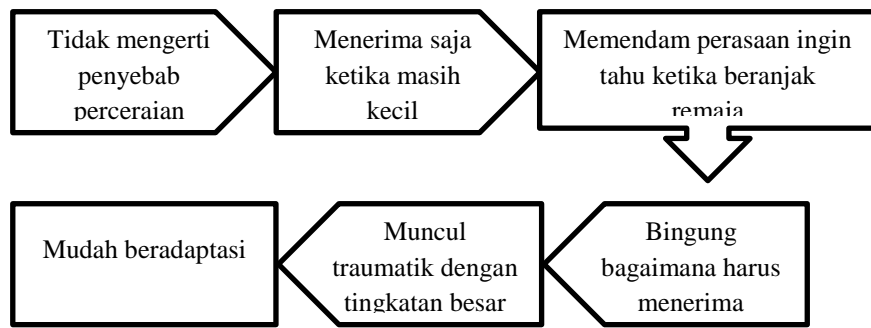 Tidak mengerti
penyebab
perceraian
Menerima saja
ketika masih
kecil
Memendam perasaan ingin
tahu ketika beranjak
remaja
Bingung
bagaimana harus
menerima
Muncul
traumatik dengan
tingkatan besar
Mudah beradaptasi